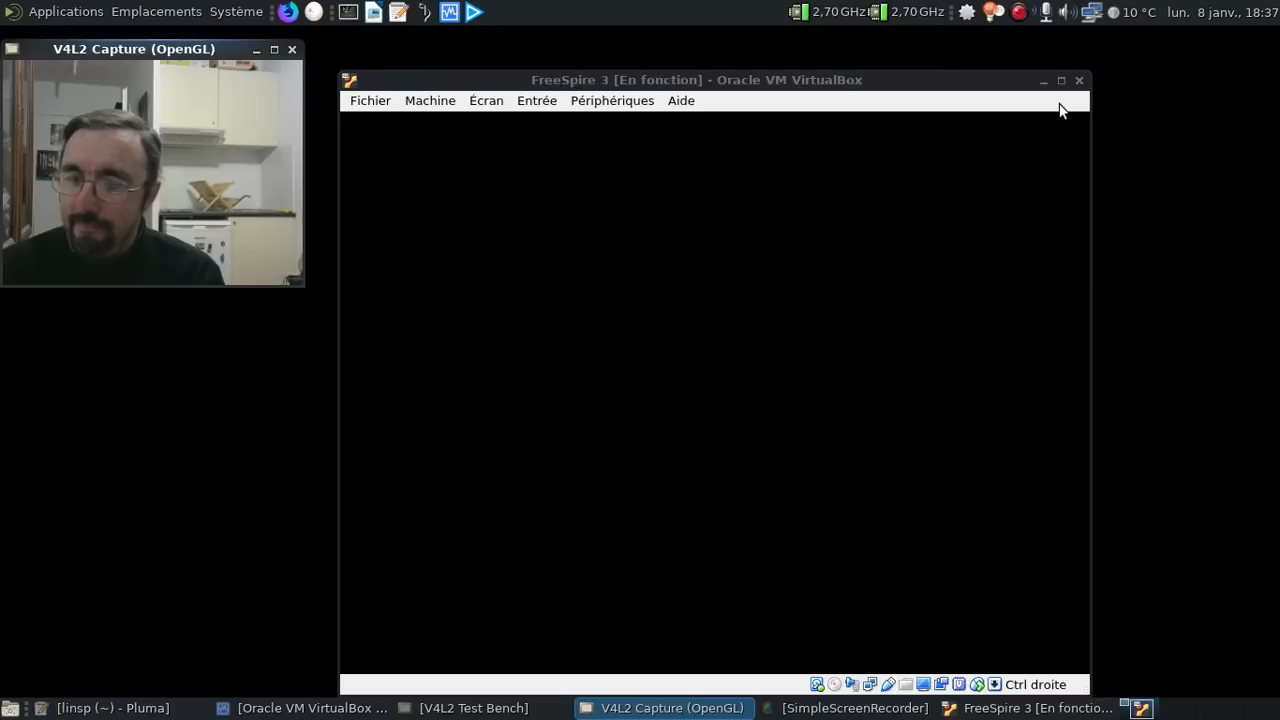 Applications Emplacements Système 2,70 GHz 2,70 GHz 10 °C lun. 8 janv., 18:37
V4L2 Capture (OpenGL)
FreeSpire 3 [En fonction] - Oracle VM VirtualBox
Fichier Machine Écran Entrée Périphériques Aide
Ctrl droite
[linsp (~) - Pluma] [Oracle VM VirtualBox ... [V4L2 Test Bench] V4L2 Capture (OpenGL) [SimpleScreenRecorder] FreeSpire 3 [En fonctio...